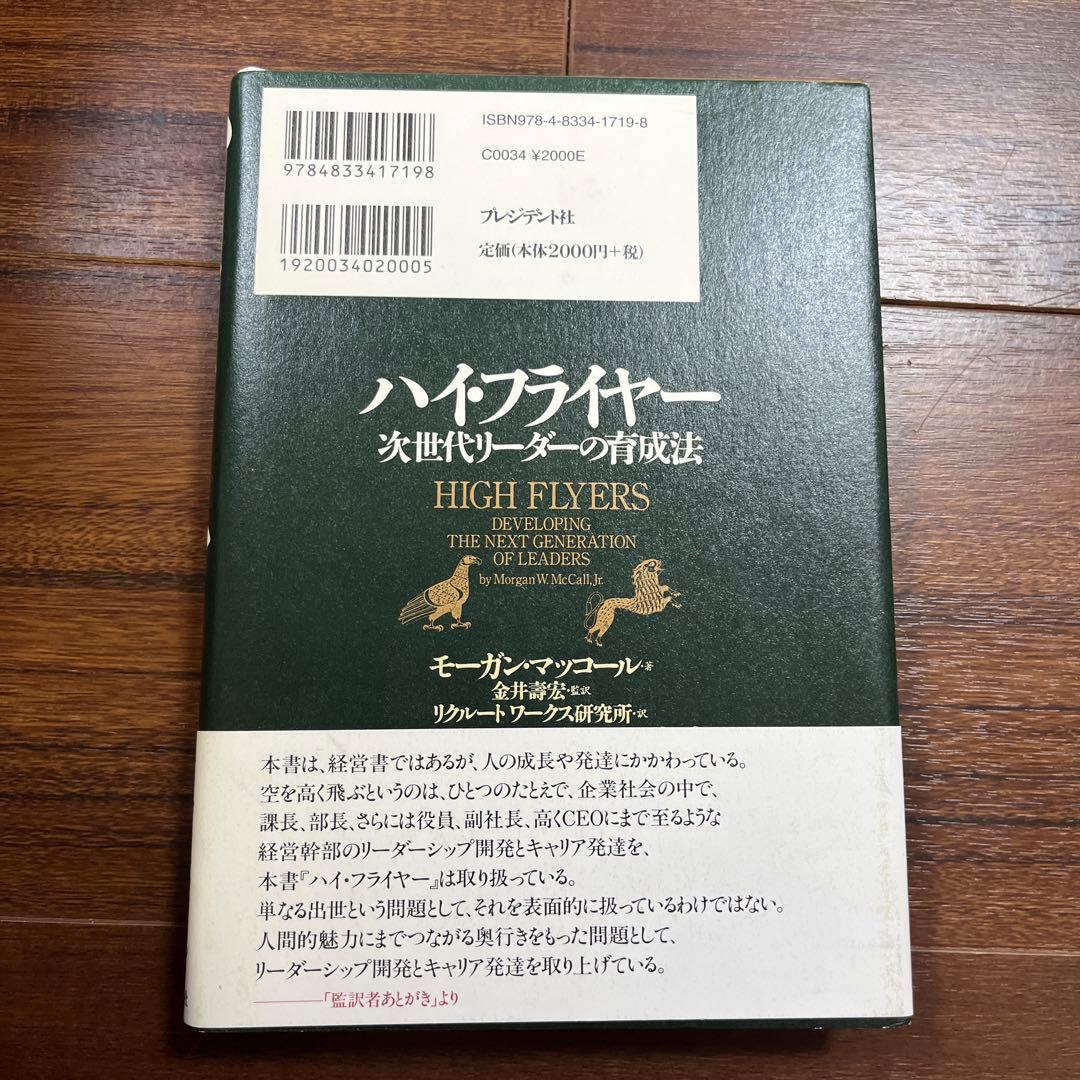 ISBN978-4-8334-1719-8
9784833417198
C0034 ¥2000E
プレジデント社
1920034020005
定価(本体2000円+税)
ハイ・フライヤー
次世代リーダーの育成法
HIGH FLYERS
DEVELOPING
THE NEXT GENERATION
OF LEADERS
by Morgan W. McCall, Jr.
モーガン・マッコール・著
金井壽宏・監訳
リクルート ワークス研究所・訳
本書は、経営書ではあるが、人の成長や発達にかかわっている。
空を高く飛ぶというのは、ひとつのたとえで、企業社会の中で、
課長、部長、さらには役員、副社長、高くCEOにまで至るような
経営幹部のリーダーシップ開発とキャリア発達を、
本書『ハイ・フライヤー』は取り扱っている。
単なる出世という問題として、それを表面的に扱っているわけではない。
人間的魅力にまでつながる奥行きをもった問題として、
リーダーシップ開発とキャリア発達を取り上げている。
――「監訳者あとがき」より